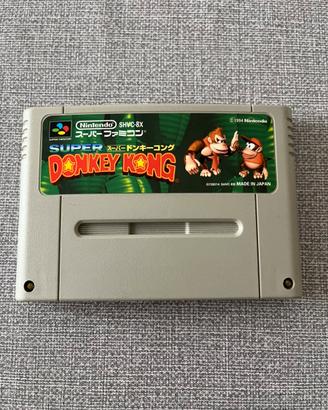 Nintendo SHVC-8X
スーパーファミコン
© 1994 Nintendo
SUPER スーパードンキーコング
DONKEY KONG
MADE IN JAPAN